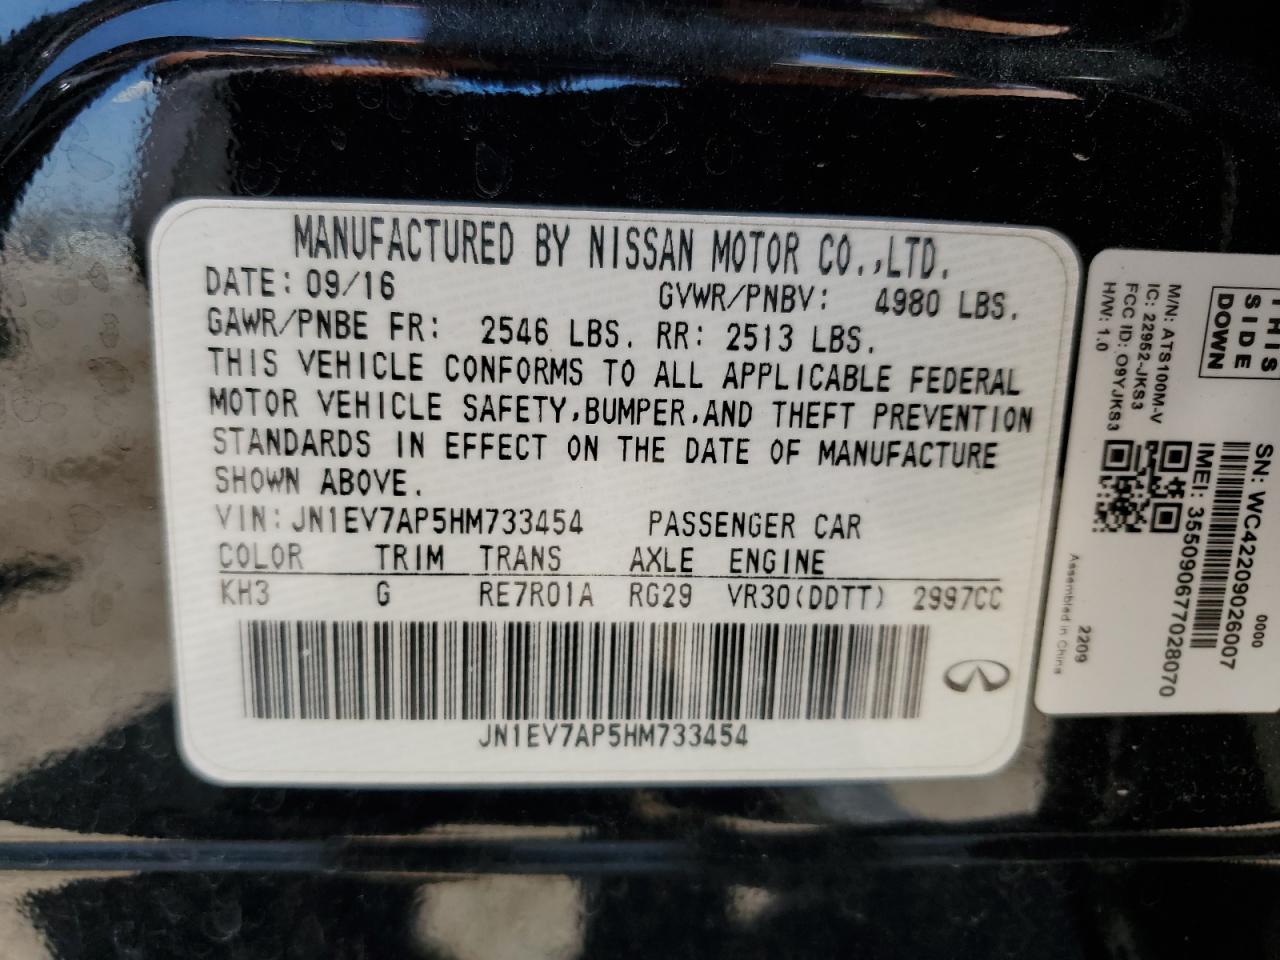 MANUFACTURED BY NISSAN MOTOR CO.,LTD.
DATE: 09/16 GVWR/PNBV: 4980 LBS.
GAWR/PNBE FR: 2546 LBS. RR: 2513 LBS.
THIS VEHICLE CONFORMS TO ALL APPLICABLE FEDERAL
MOTOR VEHICLE SAFETY,BUMPER,AND THEFT PREVENTION
STANDARDS IN EFFECT ON THE DATE OF MANUFACTURE
SHOWN ABOVE.
VIN:JN1EV7AP5HM733454 PASSENGER CAR
COLOR TRIM TRANS AXLE ENGINE
KH3 G RE7R01A RG29 VR30(DDTT) 2997CC
JN1EV7AP5HM733454
THIS
SIDE
DOWN
M/N: ATS100M-V
IC: 22952-JKS3
FCC ID: O9YJKS3
H/W: 1.0
SN: WC42209026007
IMEI: 355090677028070
0000
2209
Assembled in China